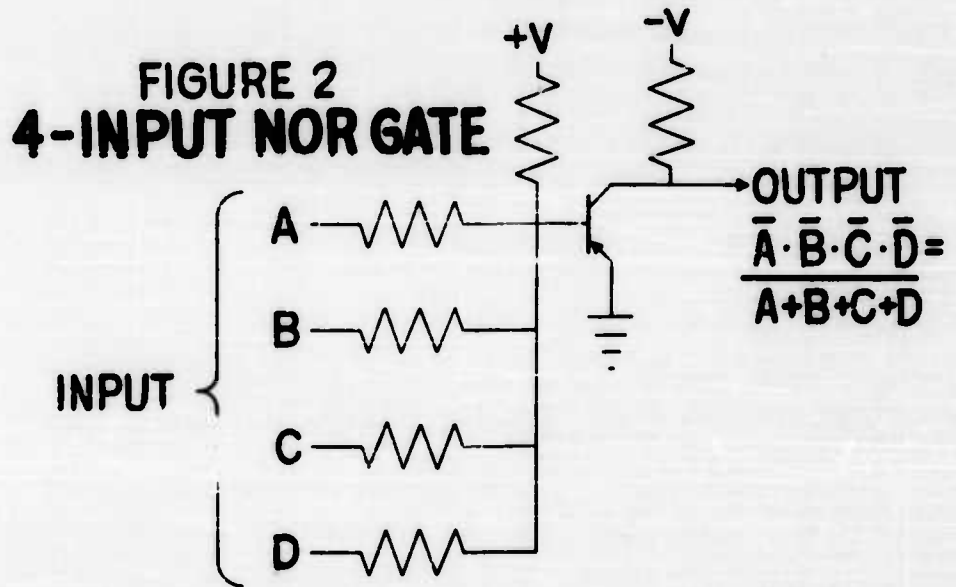 FIGURE 2
4-INPUT NOR GATE
+V
-V
A
B
C
D
INPUT
OUTPUT
A̅·B̅·C̅·D̅=
A̅+̅B̅+̅C̅+̅D̅